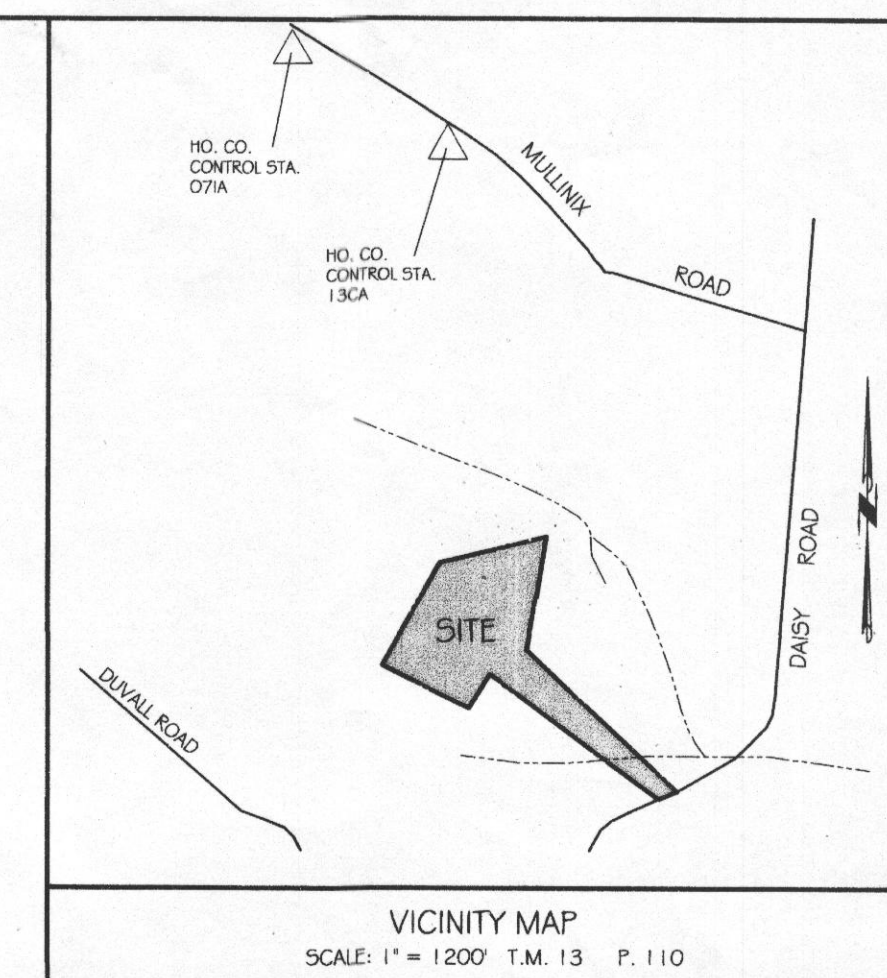 HO. CO.
CONTROL STA.
071A
HO. CO.
CONTROL STA.
13CA
MULLINIX
ROAD
DAISY ROAD
SITE
DUVALL ROAD
VICINITY MAP
SCALE: 1" = 1200' T.M. 13 P. 110